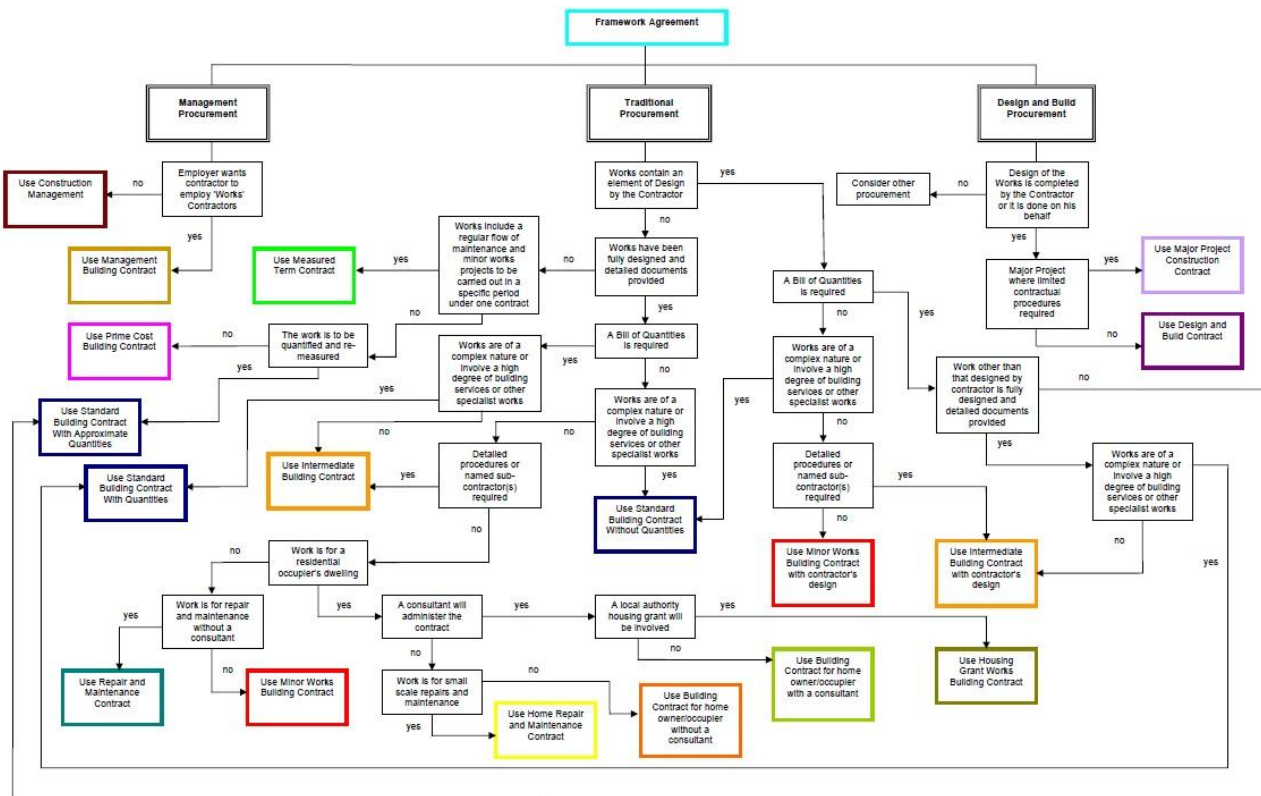 Framework Agreement
Management
Procurement
Traditional
Procurement
Design and Build
Procurement
Use Construction
Management
no
Employer wants
contractor to
employ 'Works'
Contractors
yes
Use Management
Building Contract
Works contain an
element of Design
by the Contractor
yes
no
Consider other
procurement
no
Design of the
Works is completed
by the Contractor
or it is done on his
behalf
yes
Works include a
regular flow of
maintenance and
minor works
projects to be
carried out in a
specific period
under one contract
Use Measured
Term Contract
yes
no
Works have been
fully designed and
detailed documents
provided
no
yes
yes
A Bill of Quantities
is required
no
yes
Major Project
where limited
contractual
procedures
required
yes
no
Use Major Project
Construction
Contract
Use Design and
Build Contract
Use Prime Cost
Building Contract
no
The work is to be
quantified and re-
measured
yes
A Bill of Quantities
is required
yes
no
Works are of a
complex nature or
involve a high
degree of building
services or other
specialist works
yes
no
Works are of a
complex nature or
involve a high
degree of building
services or other
specialist works
no
yes
Works are of a
complex nature or
involve a high
degree of building
services or other
specialist works
yes
no
Work other than
that designed by
contractor is fully
designed and
detailed documents
provided
no
yes
Use Standard
Building Contract
With Approximate
Quantities
Use Standard
Building Contract
With Quantities
Use Intermediate
Building Contract
yes
Detailed
procedures or
named sub-
contractor(s)
required
no
Use Standard
Building Contract
Without Quantities
Detailed
procedures or
named sub-
contractor(s)
required
yes
no
Works are of a
complex nature or
involve a high
degree of building
services or other
specialist works
no
yes
Use Minor Works
Building Contract
with contractor's
design
Use Intermediate
Building Contract
with contractor's
design
no
Work is for a
residential
occupier's dwelling
yes
Work is for repair
and maintenance
without a
consultant
yes
no
A consultant will
administer the
contract
yes
no
A local authority
housing grant will
be involved
yes
no
Use Repair and
Maintenance
Contract
Use Minor Works
Building Contract
Work is for small
scale repairs and
maintenance
no
yes
Use Home Repair
and Maintenance
Contract
Use Building
Contract for home
owner/occupier
without a
consultant
Use Building
Contract for home
owner/occupier
with a consultant
Use Housing
Grant Works
Building Contract